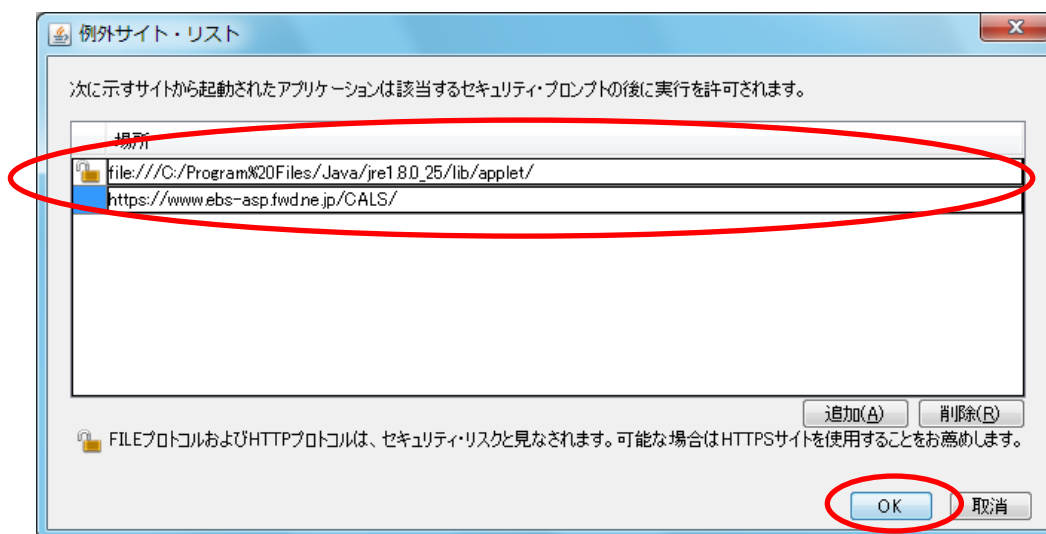 例外サイト・リスト
次に示すサイトから起動されたアプリケーションは該当するセキュリティ・プロンプトの後に実行を許可されます。
場所
file:///C:/Program%20Files/Java/jre1.8.0_25/lib/applet/
https://www.ebs-asp.fwd.ne.jp/CALS/
追加(A) 削除(R)
FILEプロトコルおよびHTTPプロトコルは、セキュリティ・リスクと見なされます。可能な場合はHTTPSサイトを使用することをお薦めします。
OK 取消